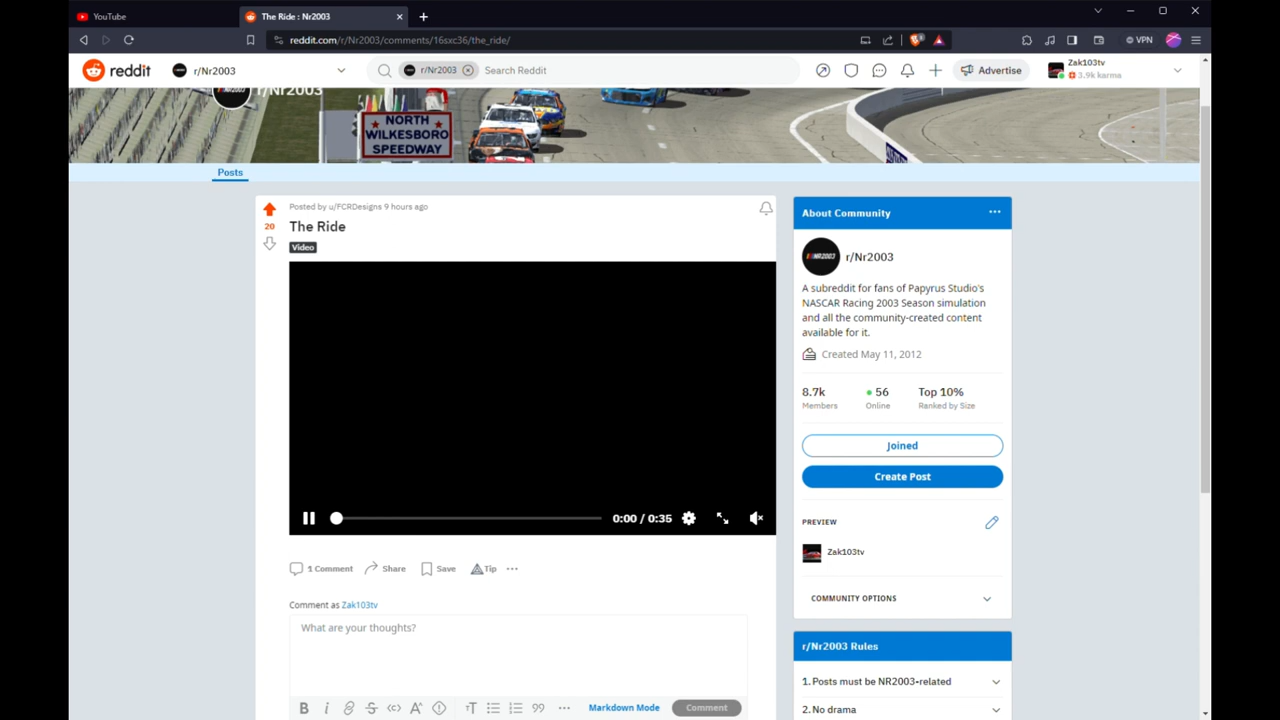 YouTube
The Ride : Nr2003
reddit.com/r/Nr2003/comments/16sxc36/the_ride/
VPN
reddit
r/Nr2003
r/Nr2003
Search Reddit
Advertise
Zak103tv
3.9k karma
r/Nr2003
NORTH
WILKESBORO
SPEEDWAY
Posts
Posted by u/FCRDesigns 9 hours ago
20
The Ride
Video
0:00 / 0:35
1 Comment
Share
Save
Tip
Comment as Zak103tv
What are your thoughts?
Markdown Mode
Comment
About Community
NR2003
r/Nr2003
A subreddit for fans of Papyrus Studio's
NASCAR Racing 2003 Season simulation
and all the community-created content
available for it.
Created May 11, 2012
8.7k
56
Top 10%
Members
Online
Ranked by Size
Joined
Create Post
PREVIEW
Zak103tv
COMMUNITY OPTIONS
r/Nr2003 Rules
1. Posts must be NR2003-related
2. No drama